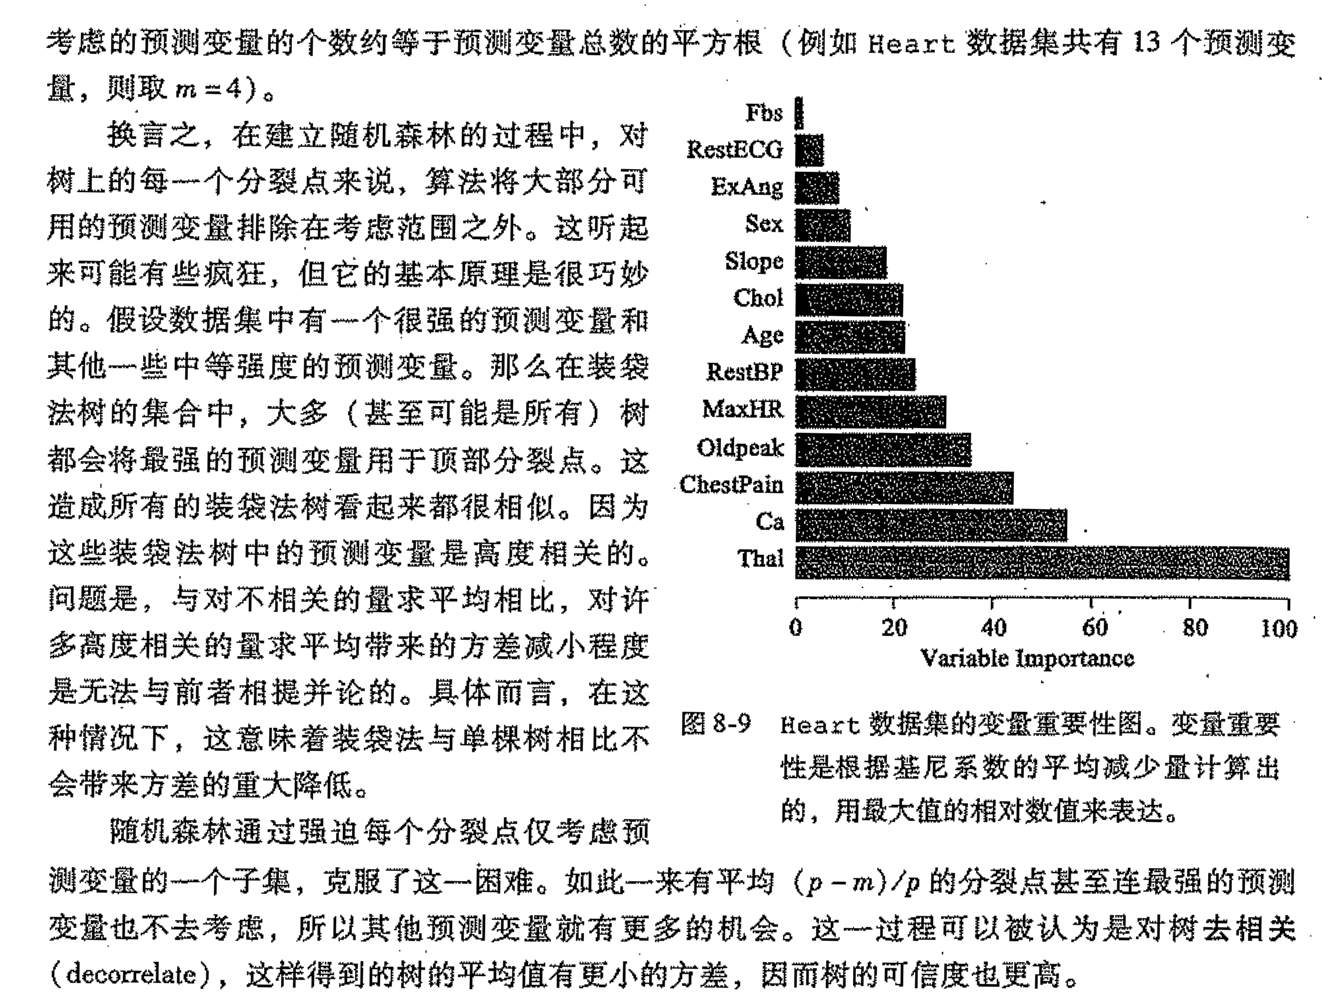 考虑的预测变量的个数约等于预测变量总数的平方根（例如 Heart 数据集共有 13 个预测变
量，则取 m = 4）。
换言之，在建立随机森林的过程中，对
树上的每一个分裂点来说，算法将大部分可
用的预测变量排除在考虑范围之外。这听起
来可能有些疯狂，但它的基本原理是很巧妙
的。假设数据集中有一个很强的预测变量和
其他一些中等强度的预测变量。那么在装袋
法树的集合中，大多（甚至可能是所有）树
都会将最强的预测变量用于顶部分裂点。这
造成所有的装袋法树看起来都很相似。因为
这些装袋法树中的预测变量是高度相关的。
问题是，与对不相关的量求平均相比，对许
多高度相关的量求平均带来的方差减小程度
是无法与前者相提并论的。具体而言，在这
种情况下，这意味着装袋法与单棵树相比不
会带来方差的重大降低。
随机森林通过强迫每个分裂点仅考虑预
Fbs
RestECG
ExAng
Sex
Slope
Chol
Age
RestBP
MaxHR
Oldpeak
ChestPain
Ca
Thal
0 20 40 60 80 100
Variable Importance
图 8-9 Heart 数据集的变量重要性图。变量重要
性是根据基尼系数的平均减少量计算出
的，用最大值的相对数值来表达。
测变量的一个子集，克服了这一困难。如此一来有平均（p－m）/p 的分裂点甚至连最强的预测
变量也不去考虑，所以其他预测变量就有更多的机会。这一过程可以被认为是对树去相关
（decorrelate），这样得到的树的平均值有更小的方差，因而树的可信度也更高。